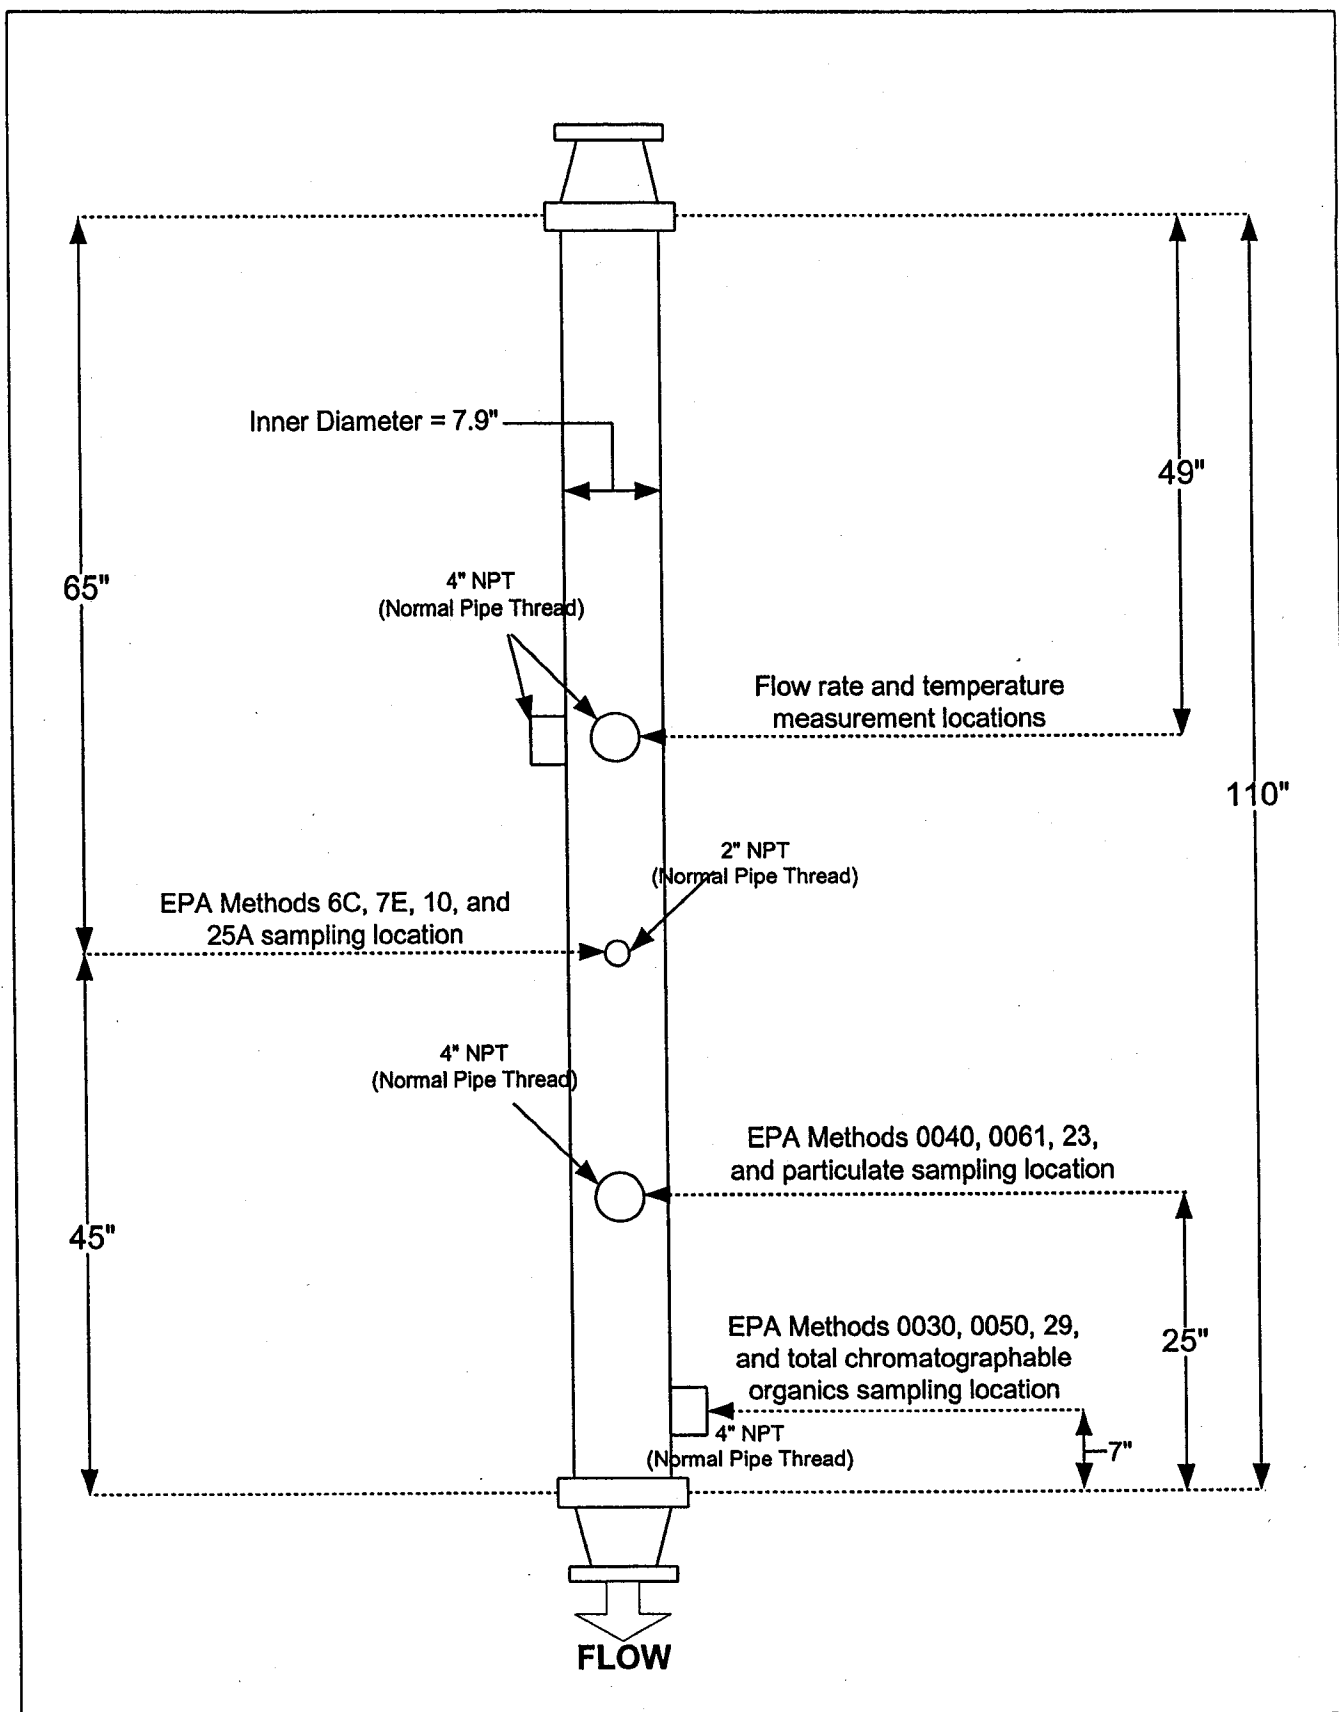 Inner Diameter = 7.9"
49"
65"
4" NPT
(Normal Pipe Thread)
Flow rate and temperature
measurement locations
110"
2" NPT
(Normal Pipe Thread)
EPA Methods 6C, 7E, 10, and
25A sampling location
4" NPT
(Normal Pipe Thread)
EPA Methods 0040, 0061, 23,
and particulate sampling location
45"
EPA Methods 0030, 0050, 29,
and total chromatographable
organics sampling location
25"
4" NPT
(Normal Pipe Thread)
7"
FLOW